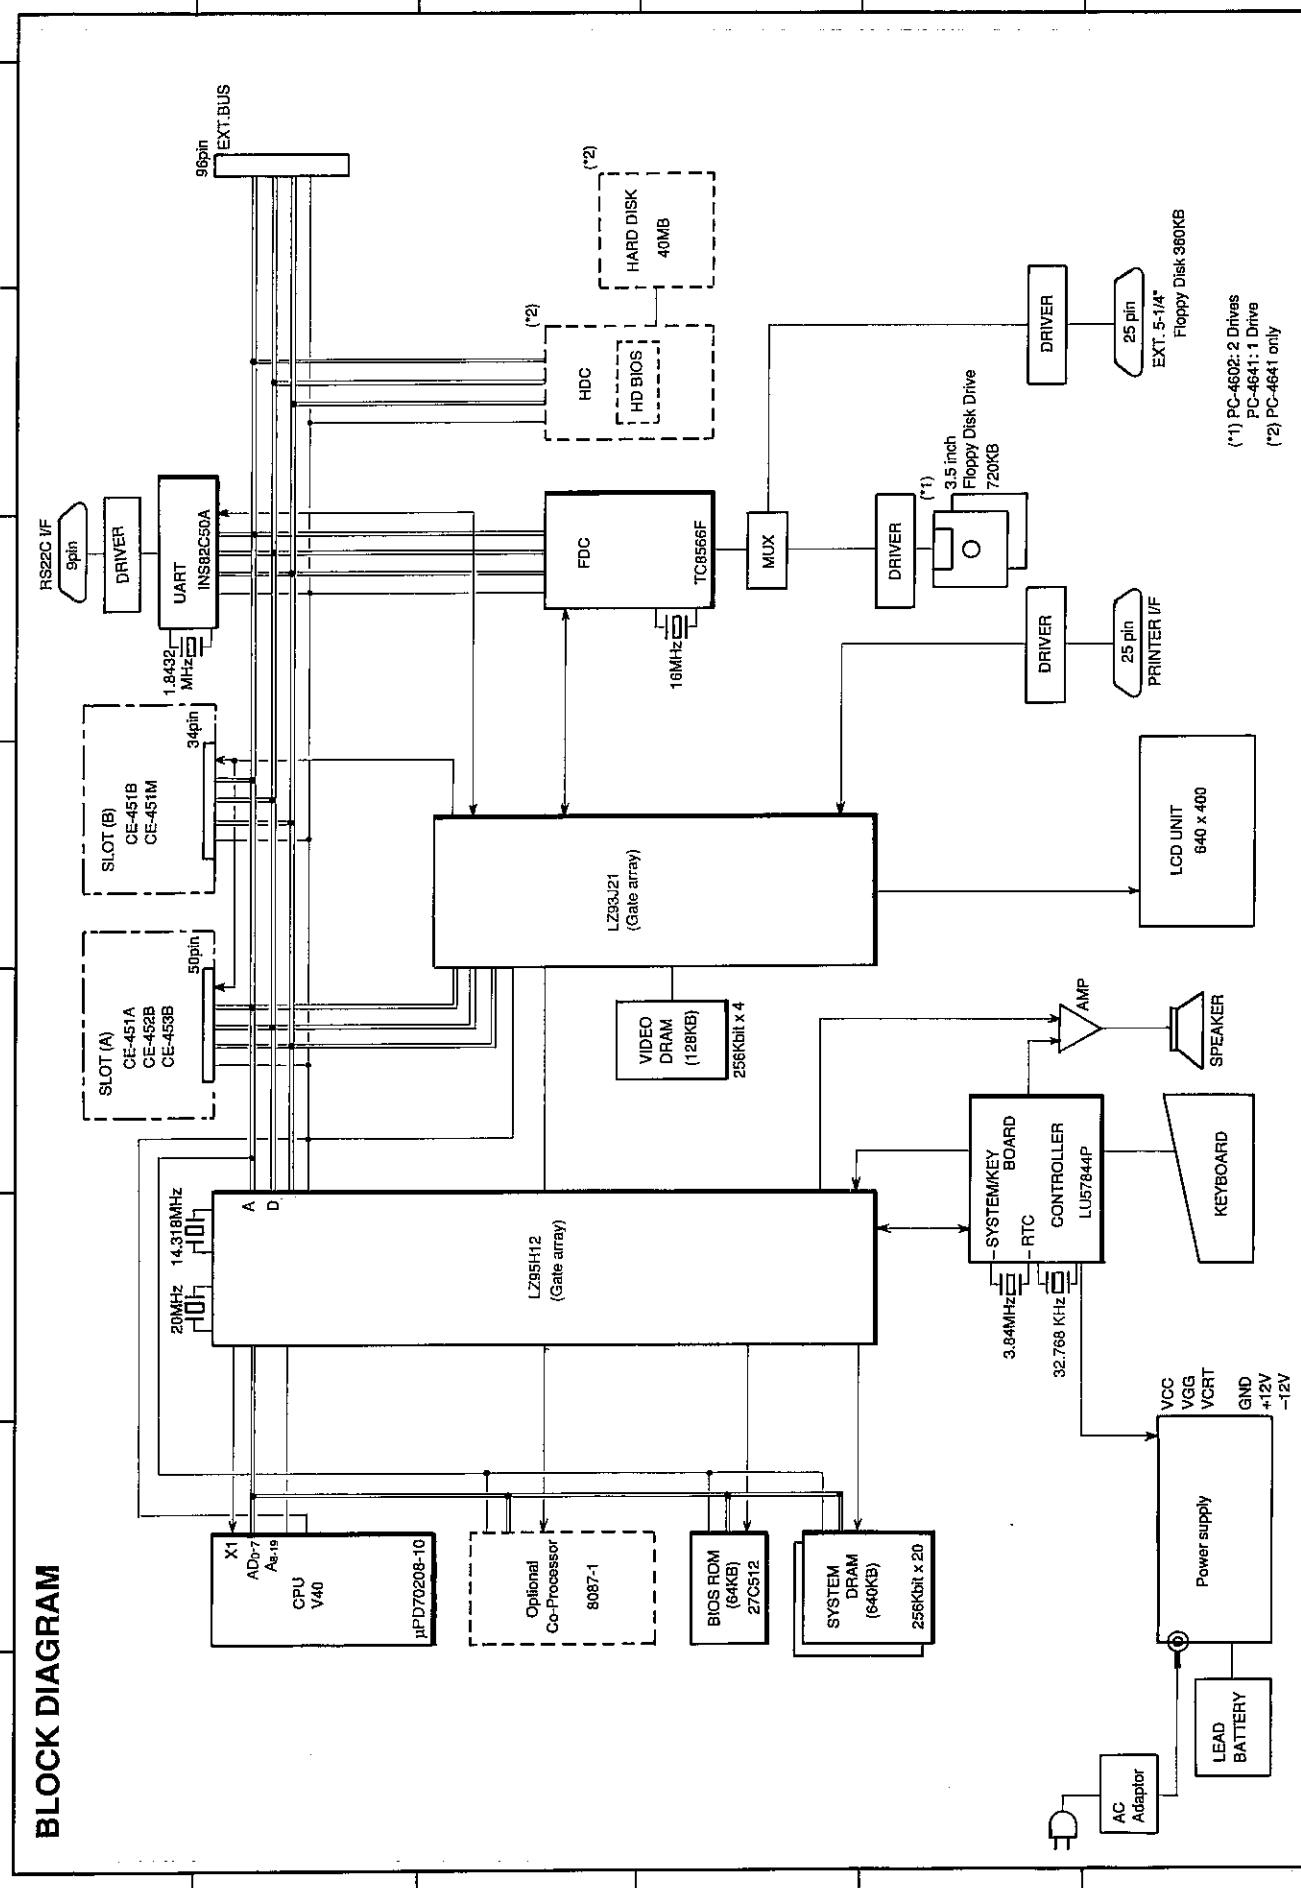 BLOCK DIAGRAM
CPU
V40
X1
AD0-7
A8-19
µPD70208-10
Optional
Co-Processor
8087-1
BIOS ROM
(64KB)
27C512
SYSTEM
DRAM
(640KB)
256Kbit x 20
AC
Adaptor
LEAD
BATTERY
Power supply
VCC
VGG
VCRT
GND
+12V
-12V
20MHz
14.318MHz
A
D
LZ95H12
(Gate array)
3.84MHz
32.768 KHz
SYSTEM/KEY
BOARD
RTC
CONTROLLER
LU57844P
KEYBOARD
AMP
SPEAKER
SLOT (A)
CE-451A
CE-452B
CE-453B
50pin
SLOT (B)
CE-451B
CE-451M
34pin
VIDEO
DRAM
(128KB)
256Kbit x 4
LZ93J21
(Gate array)
LCD UNIT
640 x 400
RS22C I/F
9pin
DRIVER
UART
INS82C50A
1.8432
MHz
FDC
TC8566F
16MHz
MUX
DRIVER
(*1)
3.5 inch
Floppy Disk Drive
720KB
DRIVER
25 pin
PRINTER I/F
96pin
EXT.BUS
HDC
HD BIOS
(*2)
HARD DISK
40MB
(*2)
DRIVER
25 pin
EXT. 5-1/4"
Floppy Disk 360KB
(*1) PC-4602: 2 Drives
PC-4641: 1 Drive
(*2) PC-4641 only